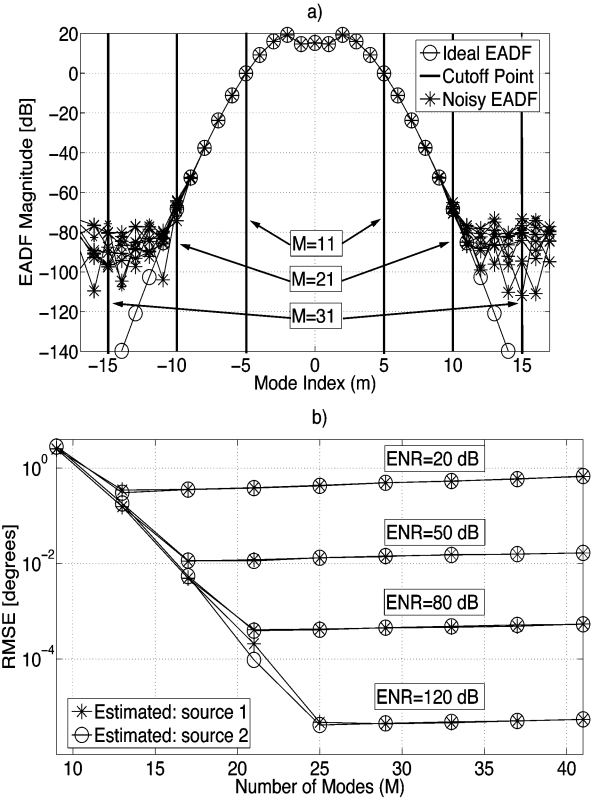 a)
EADF Magnitude [dB]
20
0
−20
−40
−60
−80
−100
−120
−140
Ideal EADF
Cutoff Point
Noisy EADF
M=11
M=21
M=31
−15
−10
−5
0
5
10
15
Mode Index (m)
b)
RMSE [degrees]
10^0
10^−2
10^−4
ENR=20 dB
ENR=50 dB
ENR=80 dB
ENR=120 dB
Estimated: source 1
Estimated: source 2
10
15
20
25
30
35
40
Number of Modes (M)